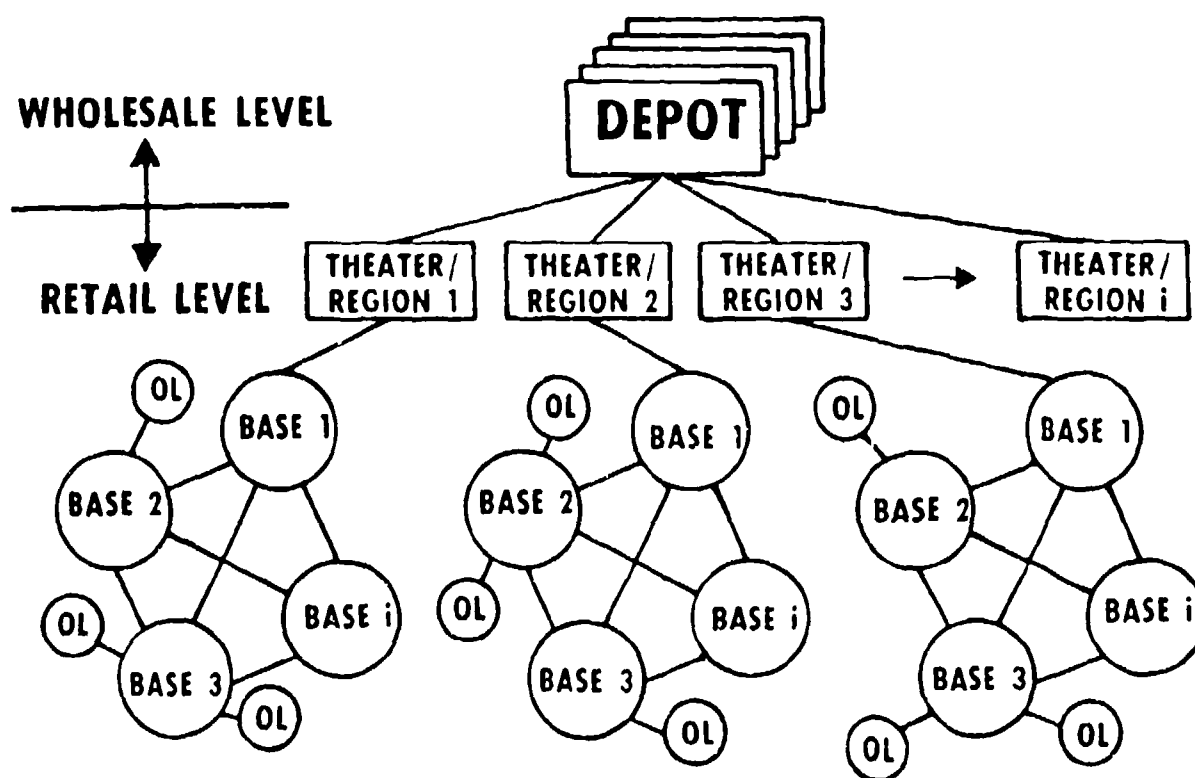 DEPOT
WHOLESALE LEVEL
RETAIL LEVEL
THEATER/
REGION 1
THEATER/
REGION 2
THEATER/
REGION 3
THEATER/
REGION i
OL
BASE 1
BASE 2
BASE i
OL
BASE 3
OL
OL
BASE 1
BASE 2
OL
BASE i
BASE 3
OL
OL
BASE 1
BASE 2
BASE i
BASE 3
OL
OL